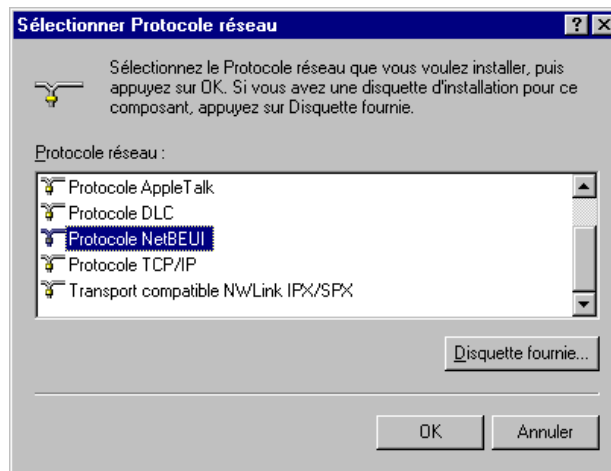 Sélectionner Protocole réseau
Sélectionnez le Protocole réseau que vous voulez installer, puis
appuyez sur OK. Si vous avez une disquette d'installation pour ce
composant, appuyez sur Disquette fournie.
Protocole réseau :
Protocole AppleTalk
Protocole DLC
Protocole NetBEUI
Protocole TCP/IP
Transport compatible NWLink IPX/SPX
Disquette fournie...
OK
Annuler